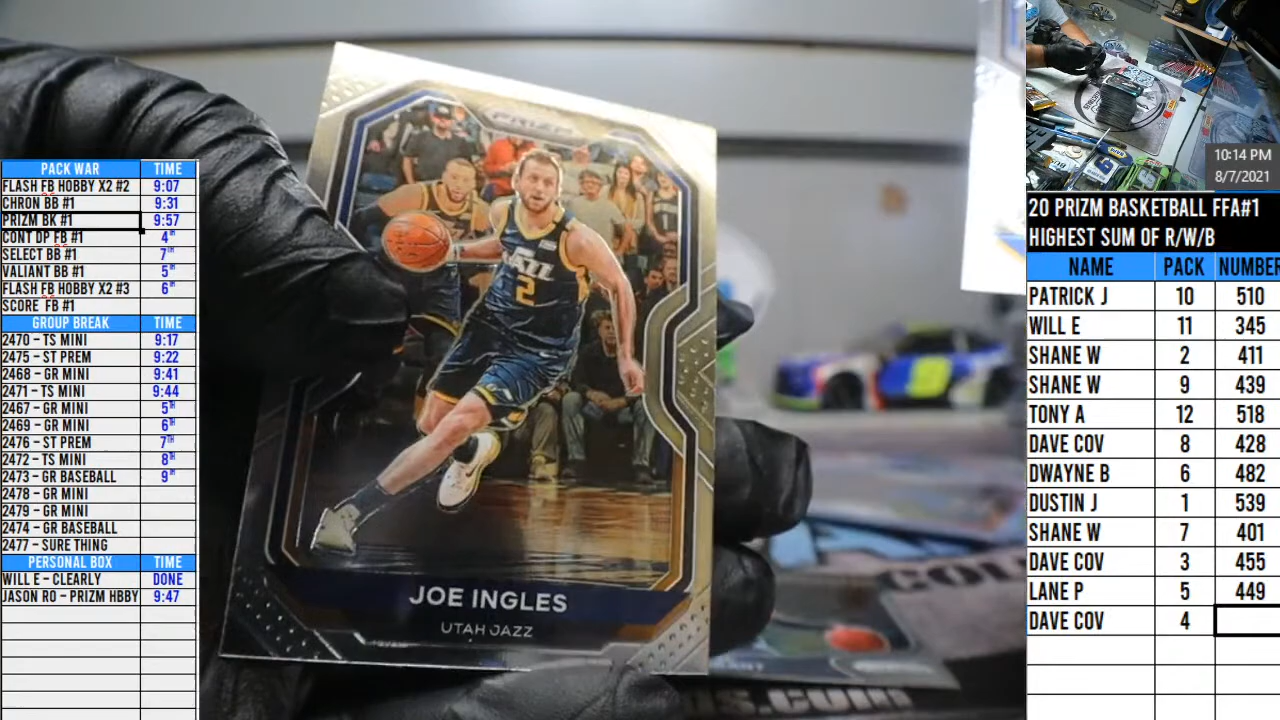 PACK WAR TIME
FLASH FB HOBBY X2 #2 9:07
CHRON BB #1 9:31
PRIZM BK #1 9:57
CONT DP FB #1 4TH
SELECT BB #1 7TH
VALIANT BB #1 5TH
FLASH FB HOBBY X2 #3 6TH
SCORE FB #1
GROUP BREAK TIME
2470 – TS MINI 9:17
2475 – ST PREM 9:22
2468 – GR MINI 9:41
2471 – TS MINI 9:44
2467 – GR MINI 5TH
2469 – GR MINI 6TH
2476 – ST PREM 7TH
2472 – TS MINI 8TH
2473 – GR BASEBALL 9TH
2478 – GR MINI
2479 – GR MINI
2474 – GR BASEBALL
2477 – SURE THING
PERSONAL BOX TIME
WILL E – CLEARLY DONE
JASON RO – PRIZM HBBY 9:47
PRIZM
2
JOE INGLES
UTAH JAZZ
10:14 PM
8/7/2021
20 PRIZM BASKETBALL FFA#1
HIGHEST SUM OF R/W/B
NAME PACK NUMBER
PATRICK J 10 510
WILL E 11 345
SHANE W 2 411
SHANE W 9 439
TONY A 12 518
DAVE COV 8 428
DWAYNE B 6 482
DUSTIN J 1 539
SHANE W 7 401
DAVE COV 3 455
LANE P 5 449
DAVE COV 4